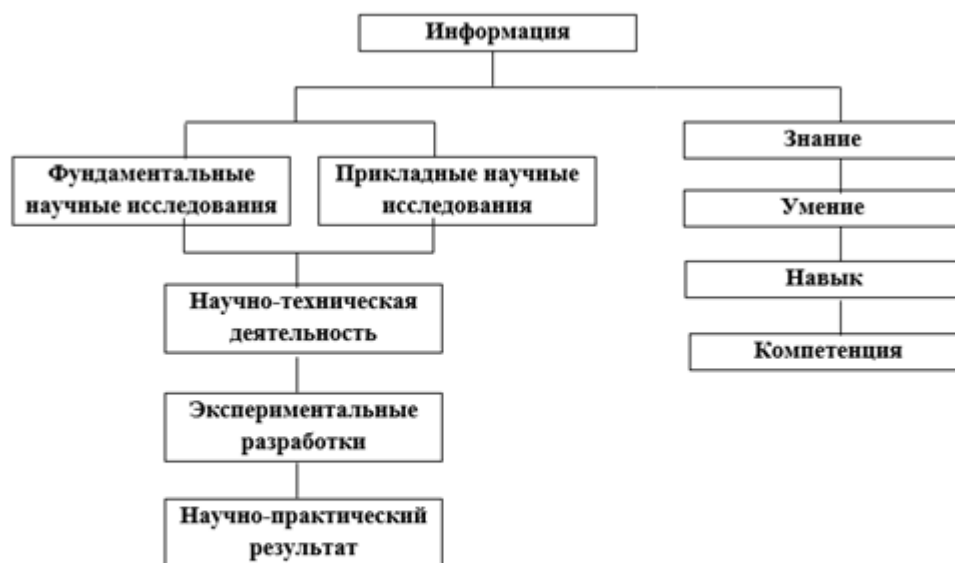 Информация
Фундаментальные
научные исследования
Прикладные научные
исследования
Научно-техническая
деятельность
Экспериментальные
разработки
Научно-практический
результат
Знание
Умение
Навык
Компетенция